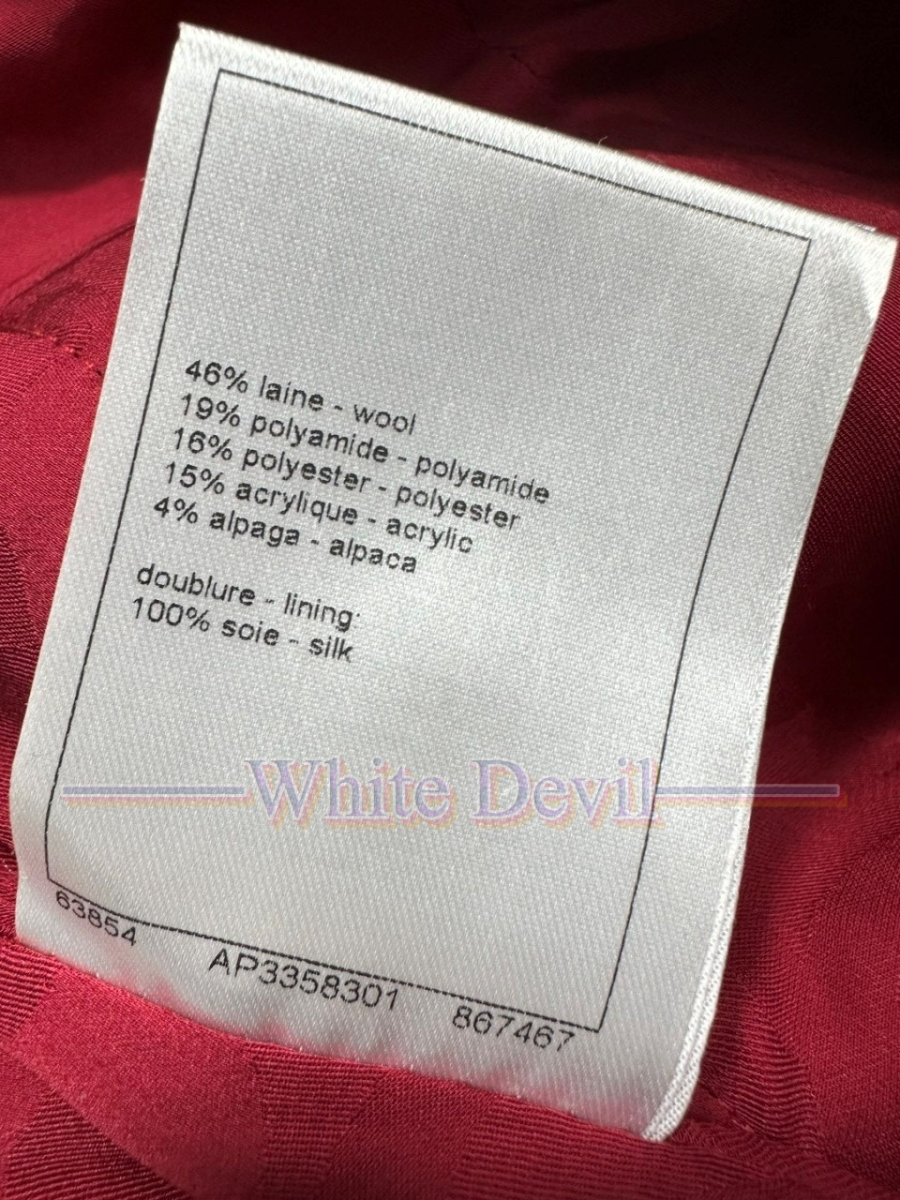 46% laine - wool
19% polyamide - polyamide
16% polyester - polyester
15% acrylique - acrylic
4% alpaga - alpaca
doublure - lining:
100% soie - silk
White Devil
63854 AP3358301 867467